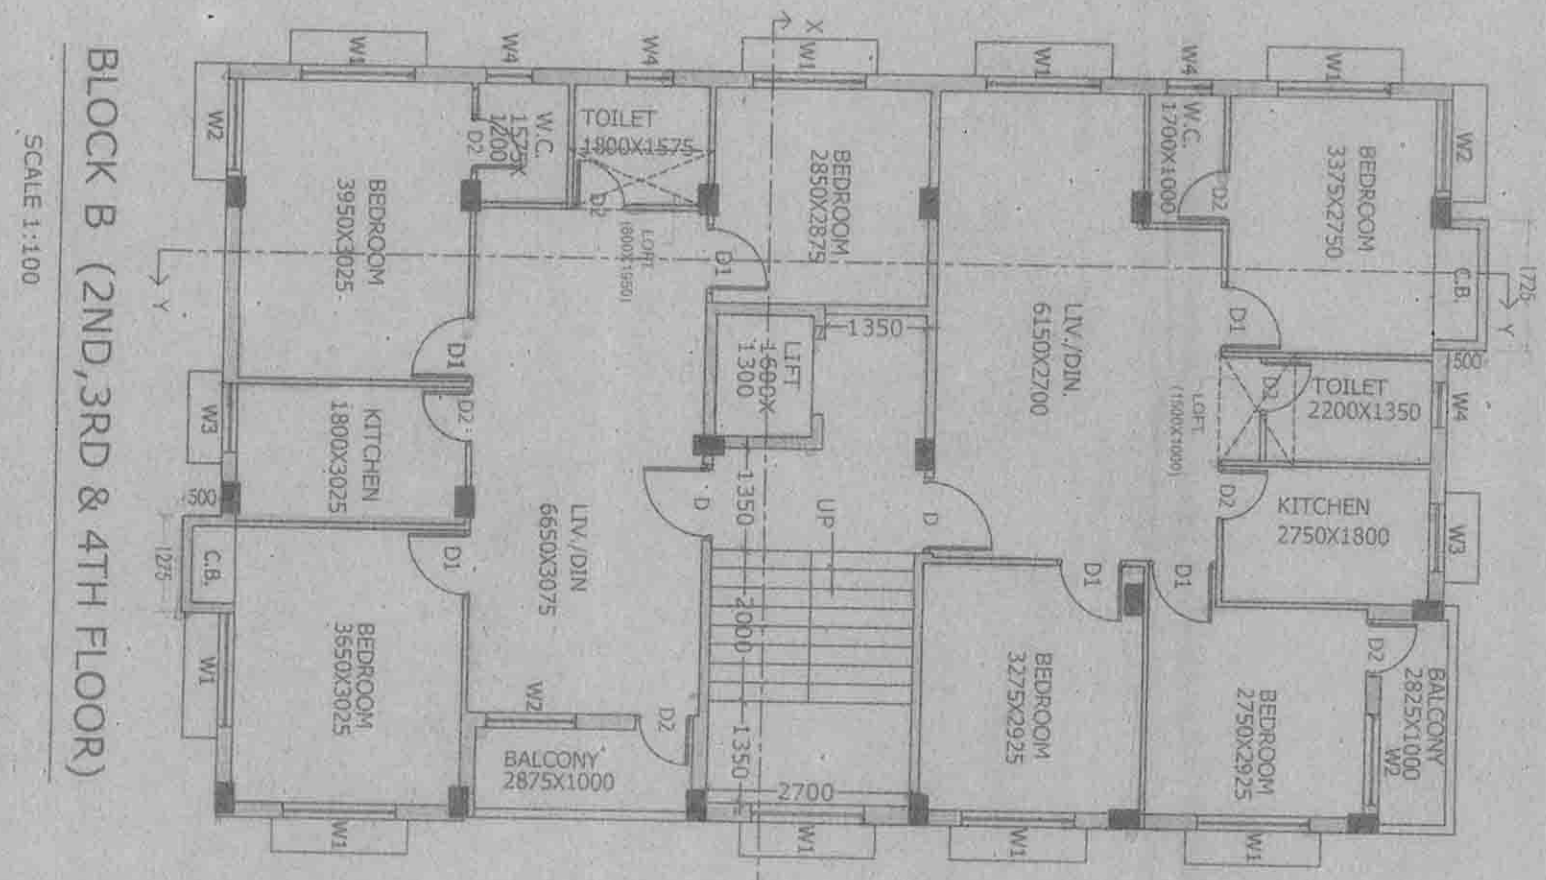 BLOCK B (2ND,3RD & 4TH FLOOR)
SCALE 1:100
W1
W4
W4
X
W1
W1
W4
W1
W2
W2
BEDROOM
3950X3025
W.C.
1575X
1200
D2
TOILET
1800X1575
D2
LOFT
BEDROOM
2850X2875
D1
W.C.
1700X1000
D2
BEDROOM
3375X2750
C.B.
1725
500
Y
Y
D1
LIFT
1600X
1300
1350
LIV./DIN.
6150X2700
D1
LOFT
(1500X1000)
D2
TOILET
2200X1350
W4
W3
KITCHEN
1800X3025
D2
D
1350
UP
D
D2
KITCHEN
2750X1800
W3
500
C.B.
1275
D1
LIV./DIN
6650X3075
2000
D1
D1
W1
BEDROOM
3650X3025
W2
D2
BALCONY
2875X1000
1350
2700
BEDROOM
3275X2925
BEDROOM
2750X2925
D2
W2
BALCONY
2825X1000
W1
W1
W1
W1